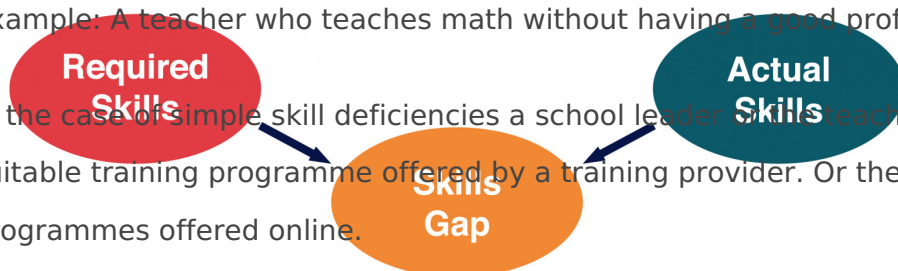 xample: A teacher who teaches math without having a good prof
Required
Skills
Actual
Skills
the case of simple skill deficiencies a school leader or the teach
uitable training programme offered by a training provider. Or the
Skills
Gap
ogrammes offered online.